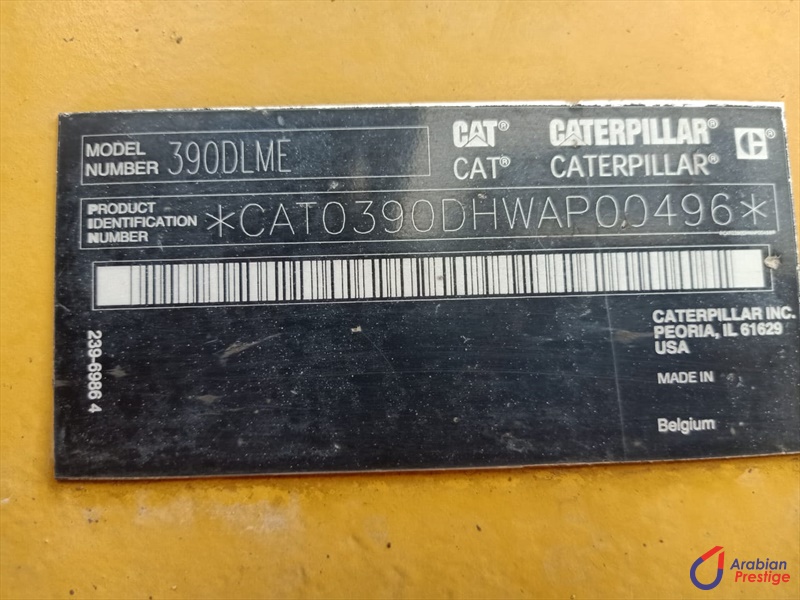 MODEL
NUMBER 390DLME
CAT® CATERPILLAR® C®
CAT® CATERPILLAR®
PRODUCT
IDENTIFICATION
NUMBER *CAT0390DHWAP00496*
239-6986 4
CATERPILLAR INC.
PEORIA, IL 61629
USA
MADE IN
Belgium
Arabian
Prestige